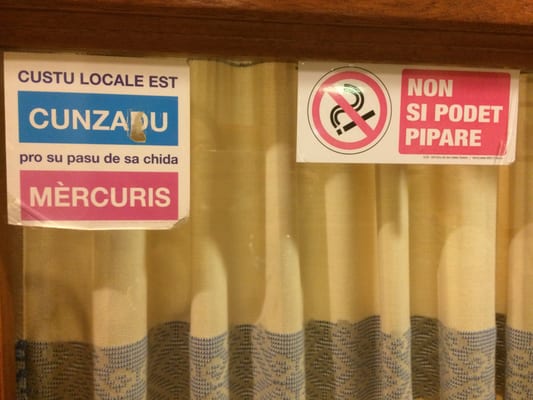 CUSTU LOCALE EST
CUNZADU
pro su pasu de sa chida
MÈRCURIS
NON
SI PODET
PIPARE